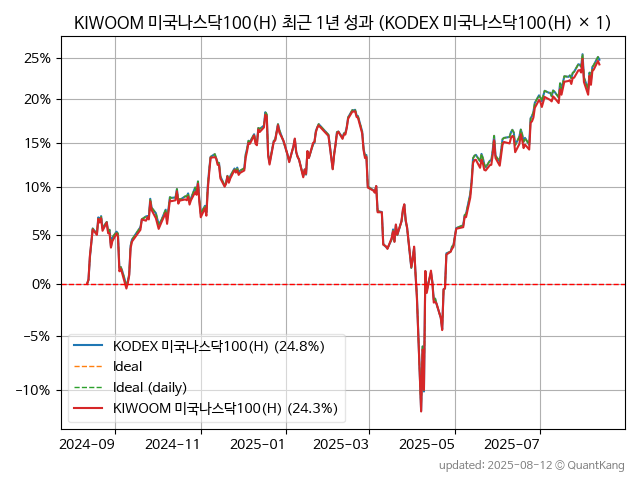 KIWOOM 미국나스닥100(H) 최근 1년 성과 (KODEX 미국나스닥100(H) × 1)
25%
20%
15%
10%
5%
0%
−5%
−10%
KODEX 미국나스닥100(H) (24.8%)
Ideal
Ideal (daily)
KIWOOM 미국나스닥100(H) (24.3%)
2024-09 2024-11 2025-01 2025-03 2025-05 2025-07
updated: 2025-08-12 © QuantKang